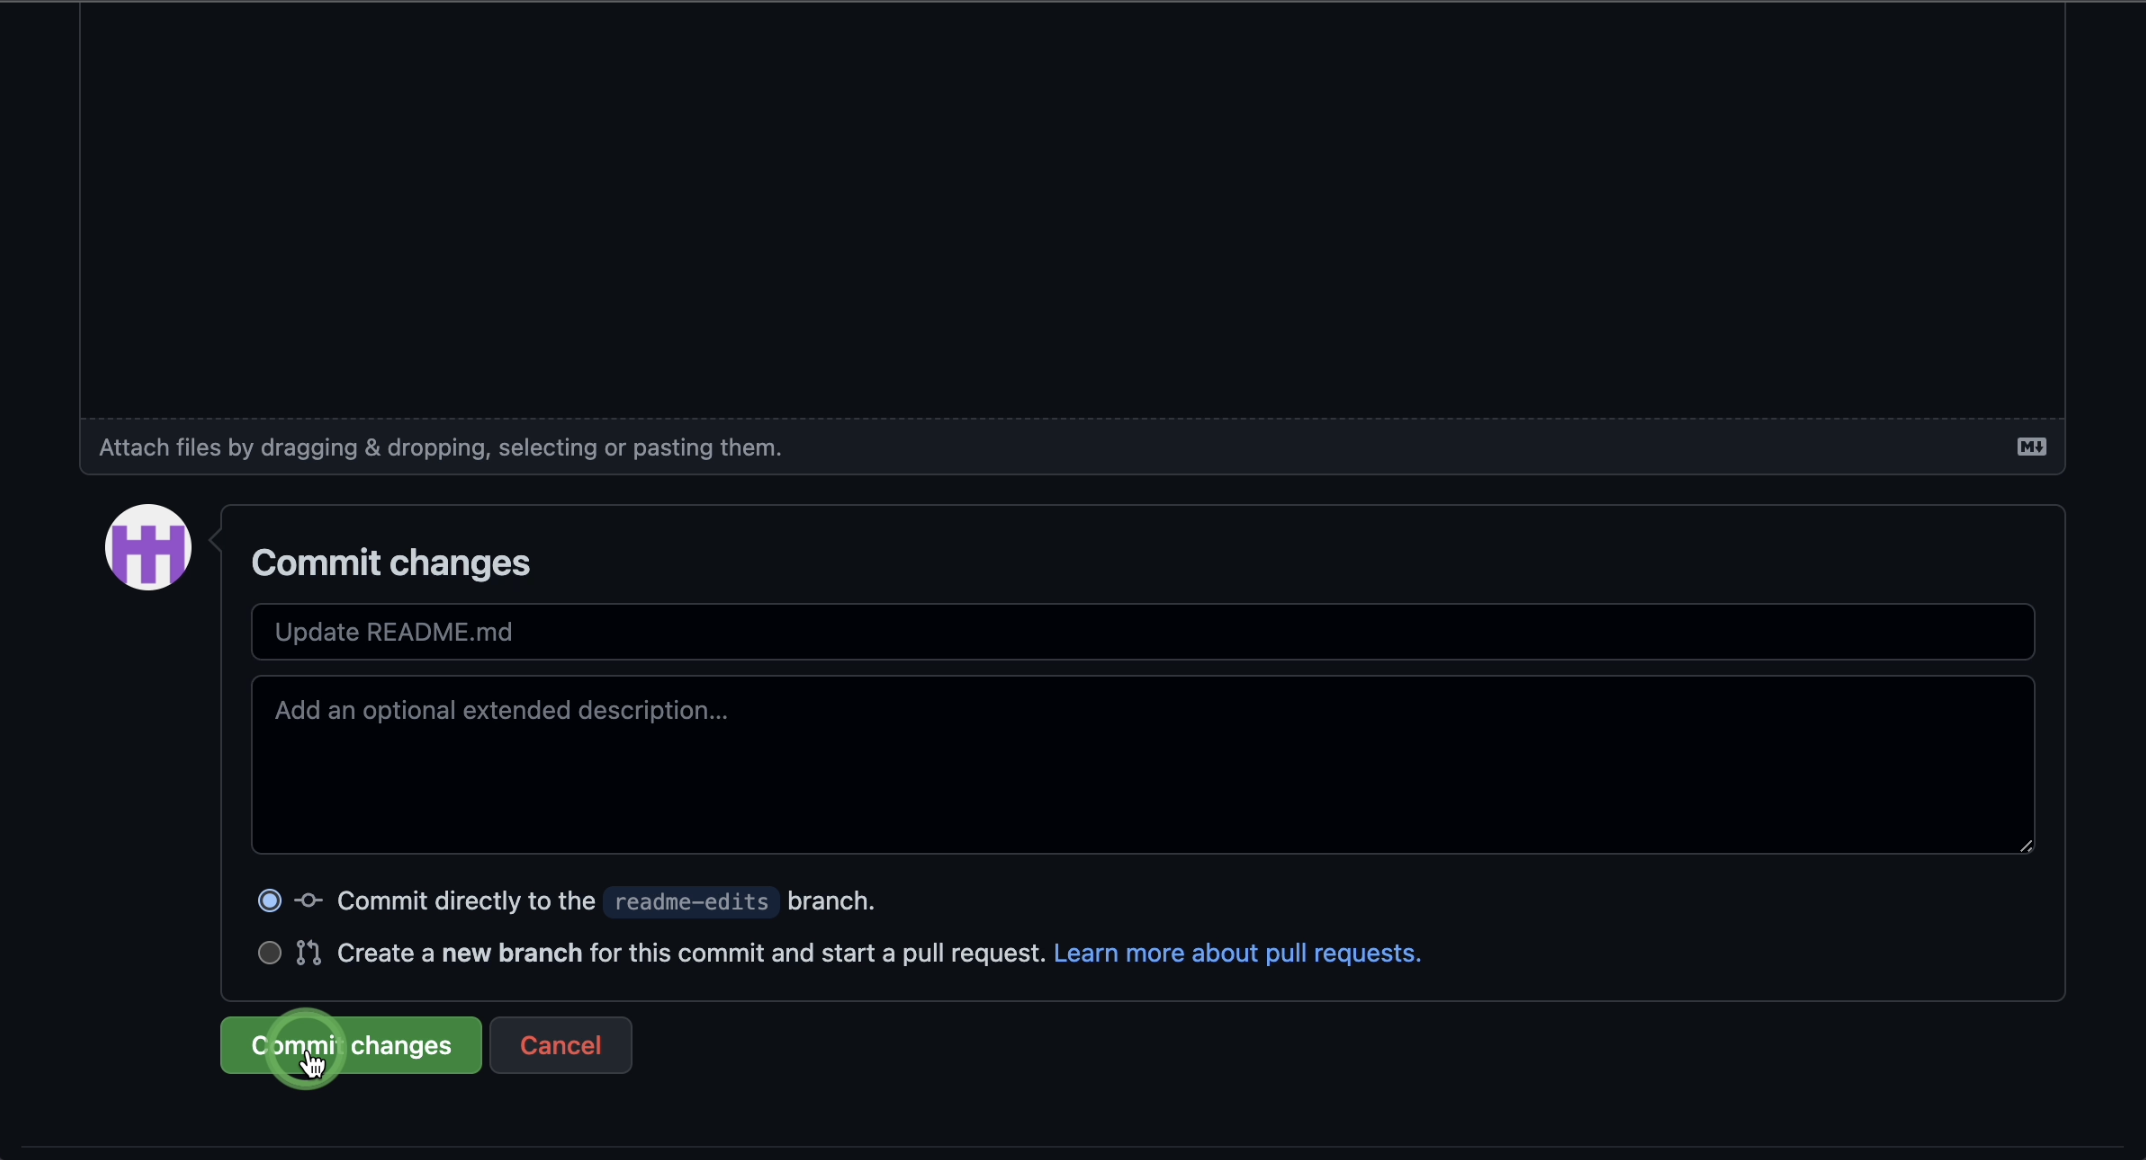 Attach files by dragging & dropping, selecting or pasting them.
Commit changes
Update README.md
Add an optional extended description...
Commit directly to the readme-edits branch.
Create a new branch for this commit and start a pull request. Learn more about pull requests.
Commit changes Cancel